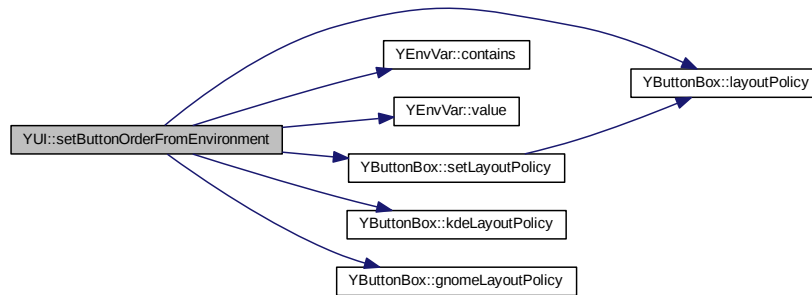 YUI::setButtonOrderFromEnvironment
YEnvVar::contains
YEnvVar::value
YButtonBox::setLayoutPolicy
YButtonBox::kdeLayoutPolicy
YButtonBox::gnomeLayoutPolicy
YButtonBox::layoutPolicy